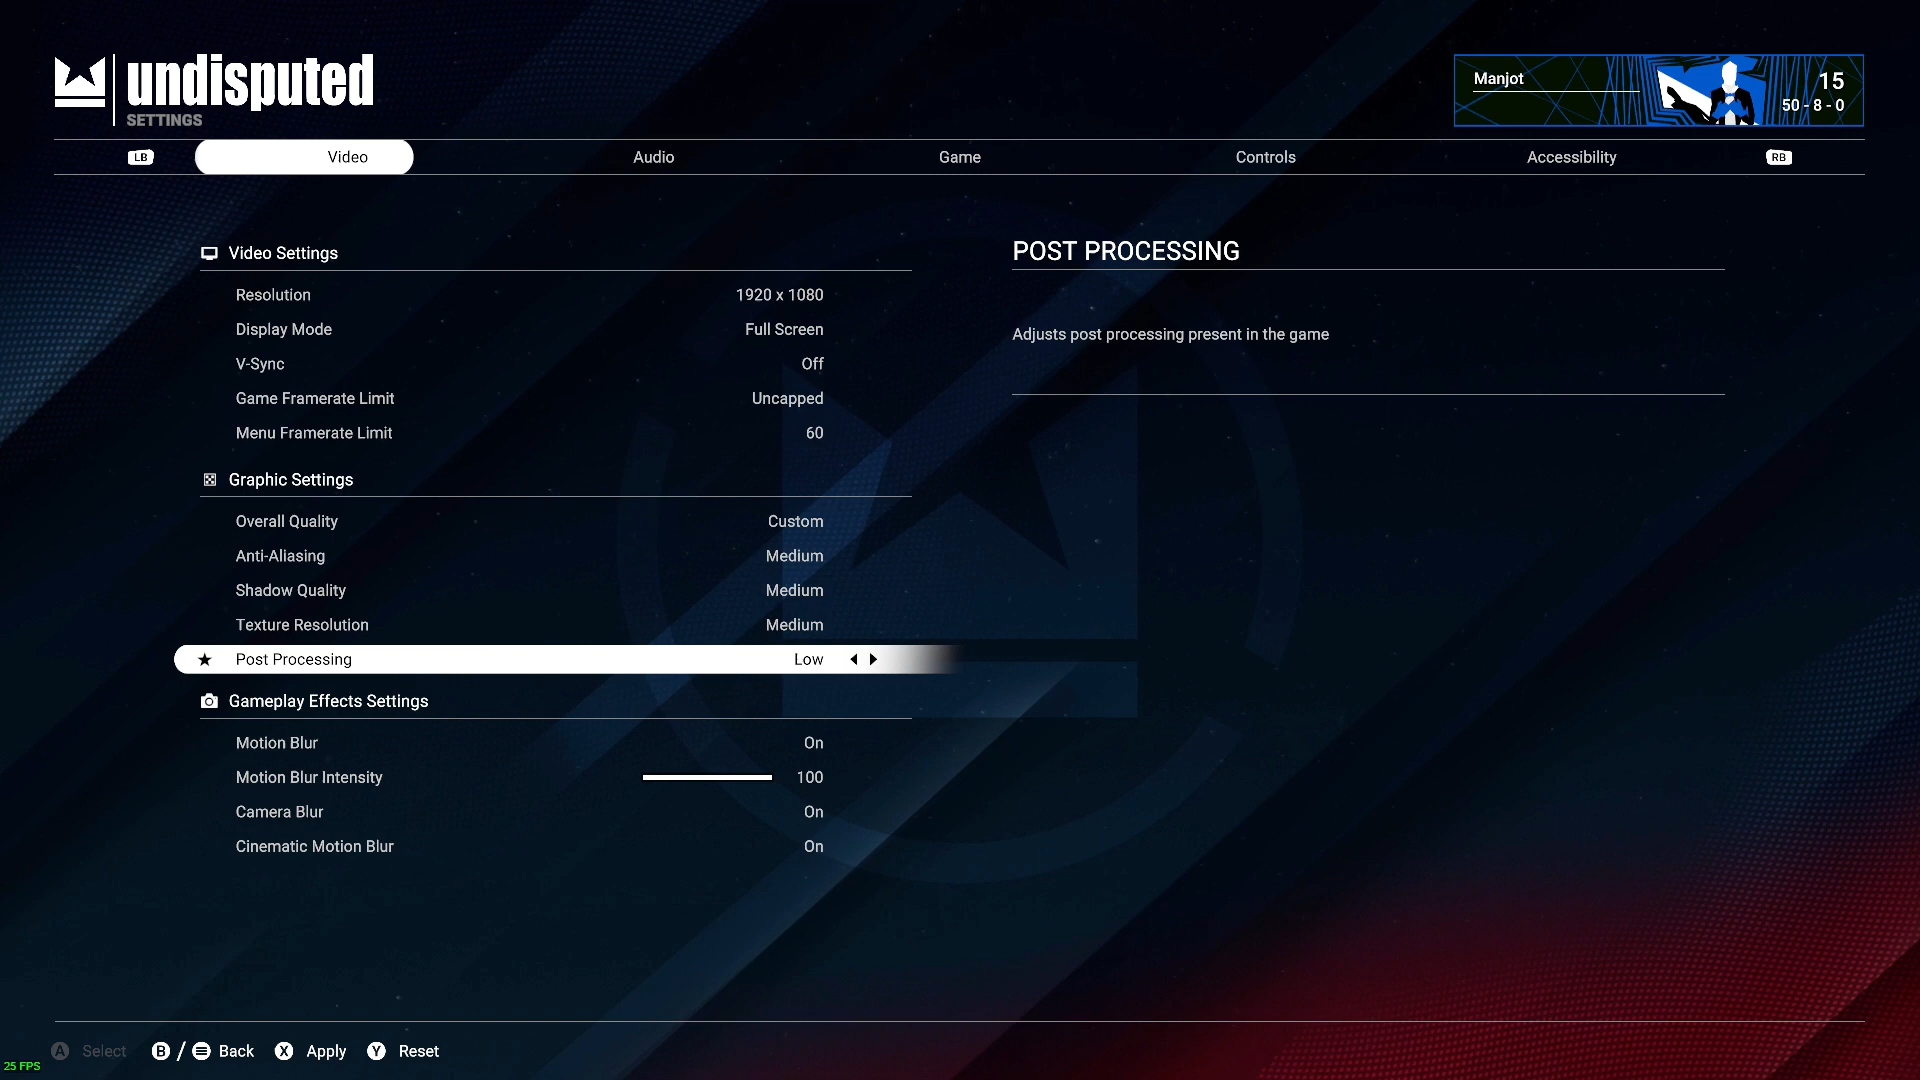 undisputed
SETTINGS
Manjot
15
50 - 8 - 0
LB
Video
Audio
Game
Controls
Accessibility
RB
Video Settings
Resolution 1920 x 1080
Display Mode Full Screen
V-Sync Off
Game Framerate Limit Uncapped
Menu Framerate Limit 60
Graphic Settings
Overall Quality Custom
Anti-Aliasing Medium
Shadow Quality Medium
Texture Resolution Medium
Post Processing Low
Gameplay Effects Settings
Motion Blur On
Motion Blur Intensity 100
Camera Blur On
Cinematic Motion Blur On
POST PROCESSING
Adjusts post processing present in the game
A Select B / Back X Apply Y Reset
25 FPS